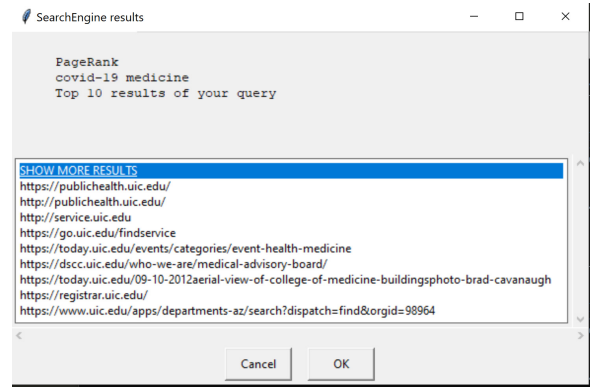 SearchEngine results
PageRank
covid-19 medicine
Top 10 results of your query
SHOW MORE RESULTS
https://publichealth.uic.edu/
http://publichealth.uic.edu/
http://service.uic.edu
https://go.uic.edu/findservice
https://today.uic.edu/events/categories/event-health-medicine
https://dscc.uic.edu/who-we-are/medical-advisory-board/
https://today.uic.edu/09-10-2012aerial-view-of-college-of-medicine-buildingsphoto-brad-cavanaugh
https://registrar.uic.edu/
https://www.uic.edu/apps/departments-az/search?dispatch=find&orgid=98964
Cancel OK